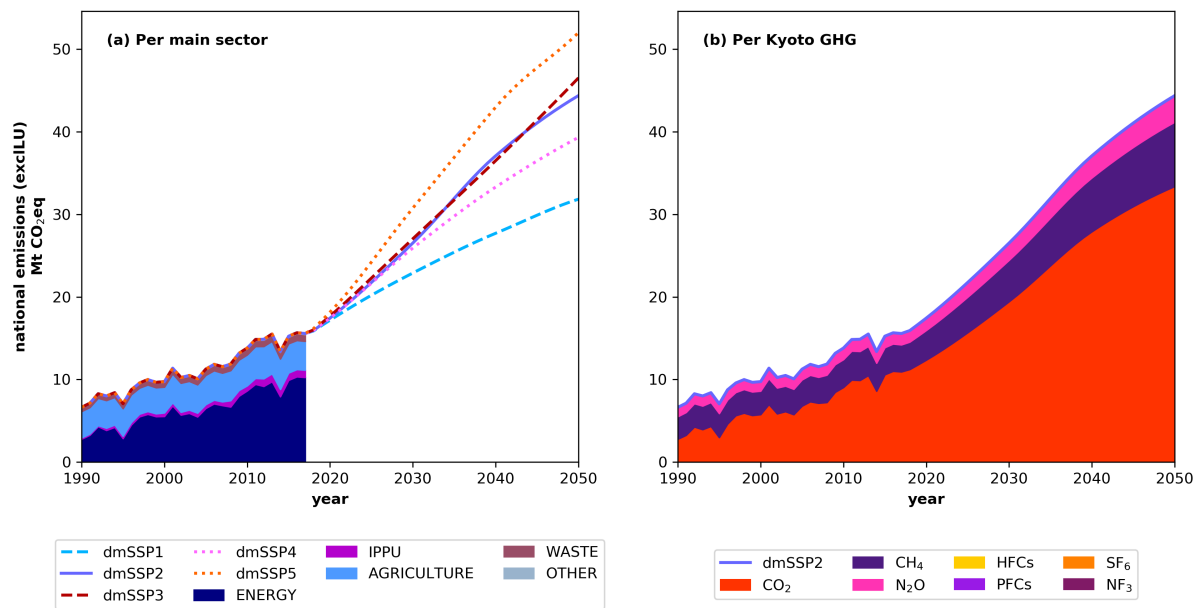 (a) Per main sector
national emissions (exclLU)
Mt CO₂eq
50
40
30
20
10
0
1990 2000 2010 2020 2030 2040 2050
year
dmSSP1
dmSSP2
dmSSP3
dmSSP4
dmSSP5
ENERGY
IPPU
AGRICULTURE
WASTE
OTHER
(b) Per Kyoto GHG
50
40
30
20
10
0
1990 2000 2010 2020 2030 2040 2050
year
dmSSP2
CO₂
CH₄
N₂O
HFCs
PFCs
SF₆
NF₃